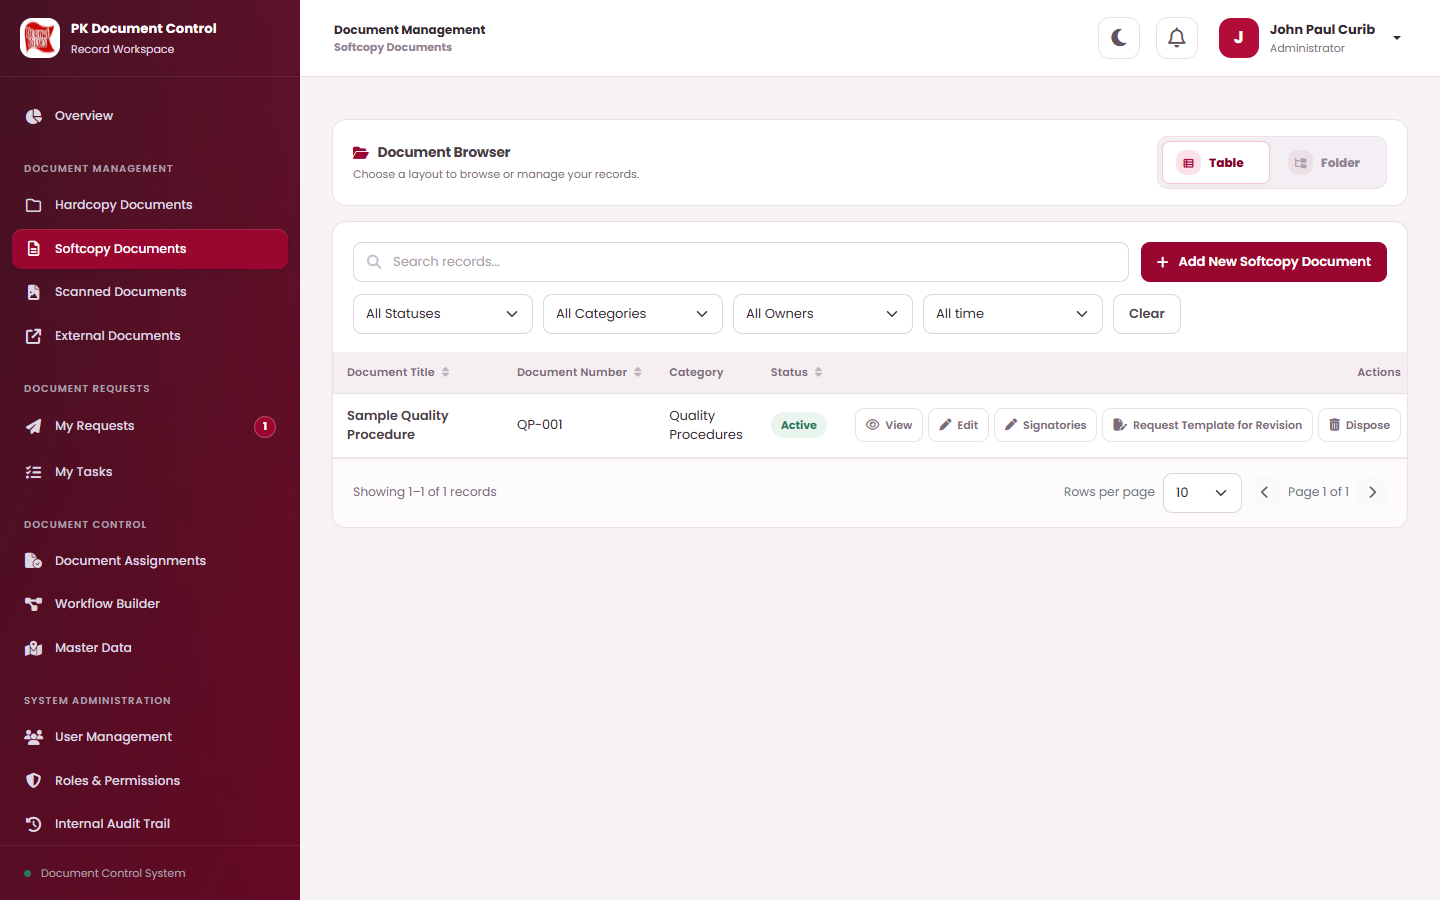 PK Document Control
Record Workspace
Overview
DOCUMENT MANAGEMENT
Hardcopy Documents
Softcopy Documents
Scanned Documents
External Documents
DOCUMENT REQUESTS
My Requests
1
My Tasks
DOCUMENT CONTROL
Document Assignments
Workflow Builder
Master Data
SYSTEM ADMINISTRATION
User Management
Roles & Permissions
Internal Audit Trail
Document Control System
Document Management
Softcopy Documents
J
John Paul Curib
Administrator
Document Browser
Choose a layout to browse or manage your records.
Table
Folder
Search records...
Add New Softcopy Document
All Statuses
All Categories
All Owners
All time
Clear
Document Title
Document Number
Category
Status
Actions
Sample Quality
Procedure
QP-001
Quality
Procedures
Active
View
Edit
Signatories
Request Template for Revision
Dispose
Showing 1–1 of 1 records
Rows per page
10
Page 1 of 1